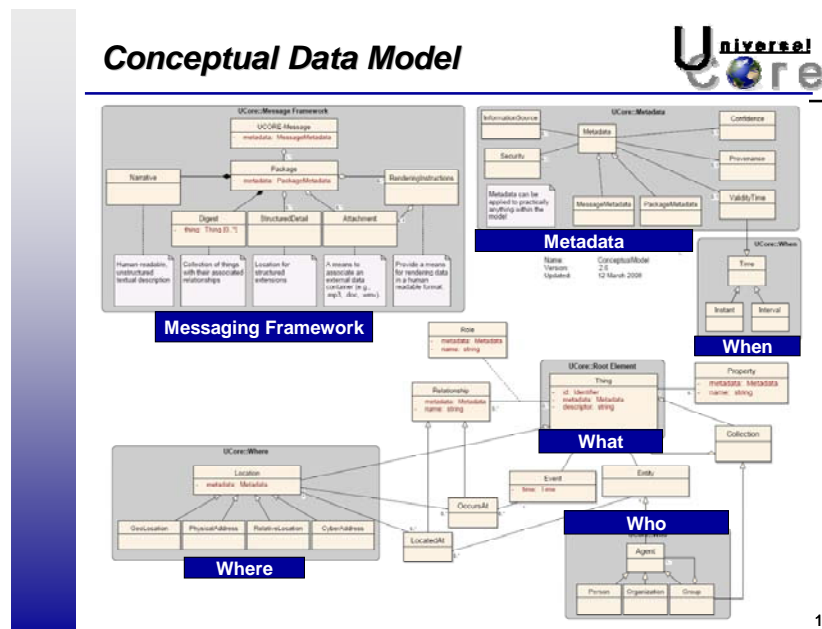 Conceptual Data Model
Universal
Core
UCore::Message Framework
UCORE-Message
metadata: MessageMetadata
Package
metadata: PackageMetadata
Narrative
RenderingInstructions
Digest
thing: Thing [0..*]
StructuredDetail
Attachment
Human readable,
unstructured
textual description
Collection of things
with their associated
relationships
Location for
structured
extensions
A means to
associate an
external data
container (e.g.,
mp3, doc, wmv).
Provide a means
for rendering data
in a human
readable format.
Messaging Framework
UCore::Metadata
InformationSource
Metadata
Confidence
Security
Provenance
ValidityTime
Metadata can be
applied to practically
anything within the
model
MessageMetadata
PackageMetadata
Metadata
Name: ConceptualModel
Version: 2.0
Updated: 12 March 2008
UCore::When
Time
Instant
Interval
When
Role
metadata: Metadata
name: string
Relationship
metadata: Metadata
name: string
UCore::Root Element
Thing
id: Identifier
metadata: Metadata
descriptor: string
What
Property
metadata: Metadata
name: string
Collection
UCore::Where
Location
metadata: Metadata
GeoLocation
PhysicalAddress
RelativeLocation
CyberAddress
Where
Event
time: Time
Entity
OccursAt
LocatedAt
Who
Agent
Person
Organization
Group
1